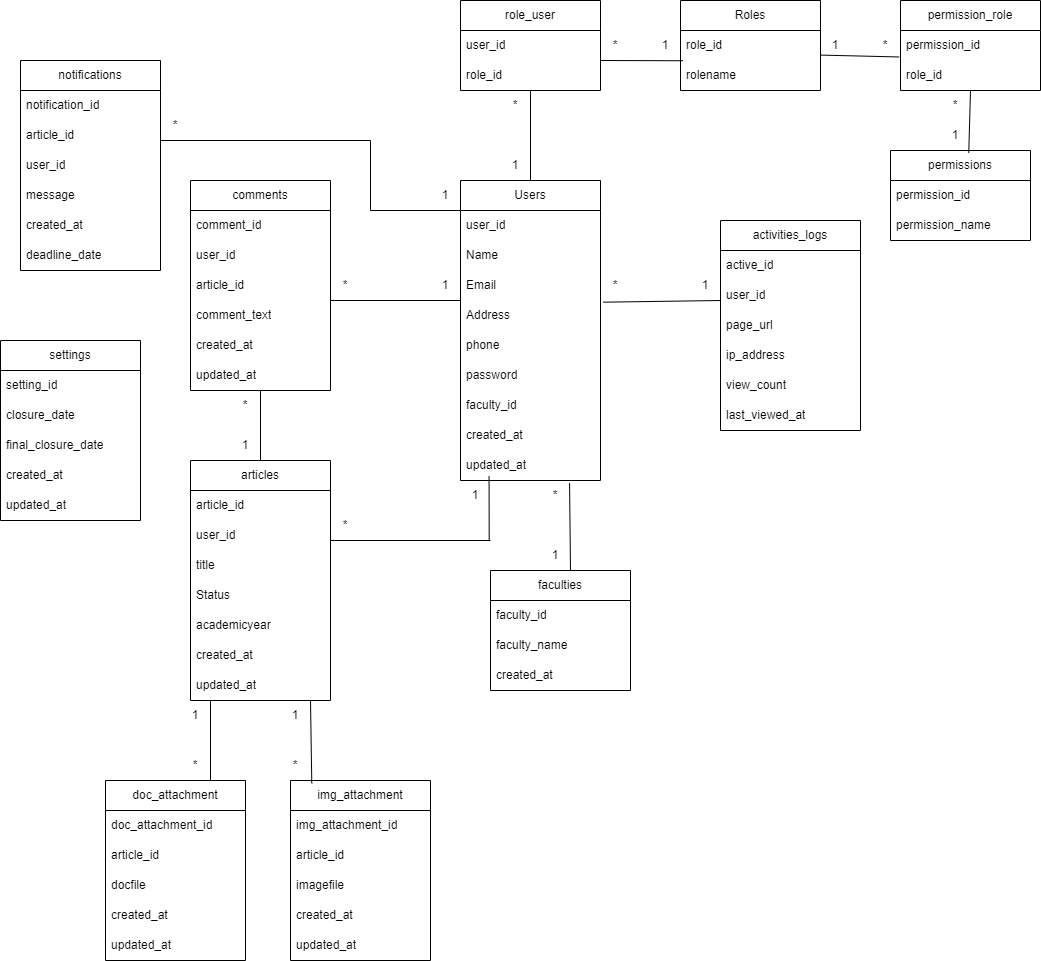 role_user
user_id
role_id
*
1
Roles
role_id
rolename
1
*
permission_role
permission_id
role_id
*
1
permissions
permission_id
permission_name
notifications
notification_id
article_id
user_id
message
created_at
deadline_date
*
1
*
1
comments
comment_id
user_id
article_id
comment_text
created_at
updated_at
*
1
Users
user_id
Name
Email
Address
phone
password
faculty_id
created_at
updated_at
*
1
activities_logs
active_id
user_id
page_url
ip_address
view_count
last_viewed_at
settings
setting_id
closure_date
final_closure_date
created_at
updated_at
*
1
articles
article_id
user_id
title
Status
academicyear
created_at
updated_at
*
1
*
1
faculties
faculty_id
faculty_name
created_at
1
*
1
*
doc_attachment
doc_attachment_id
article_id
docfile
created_at
updated_at
img_attachment
img_attachment_id
article_id
imagefile
created_at
updated_at